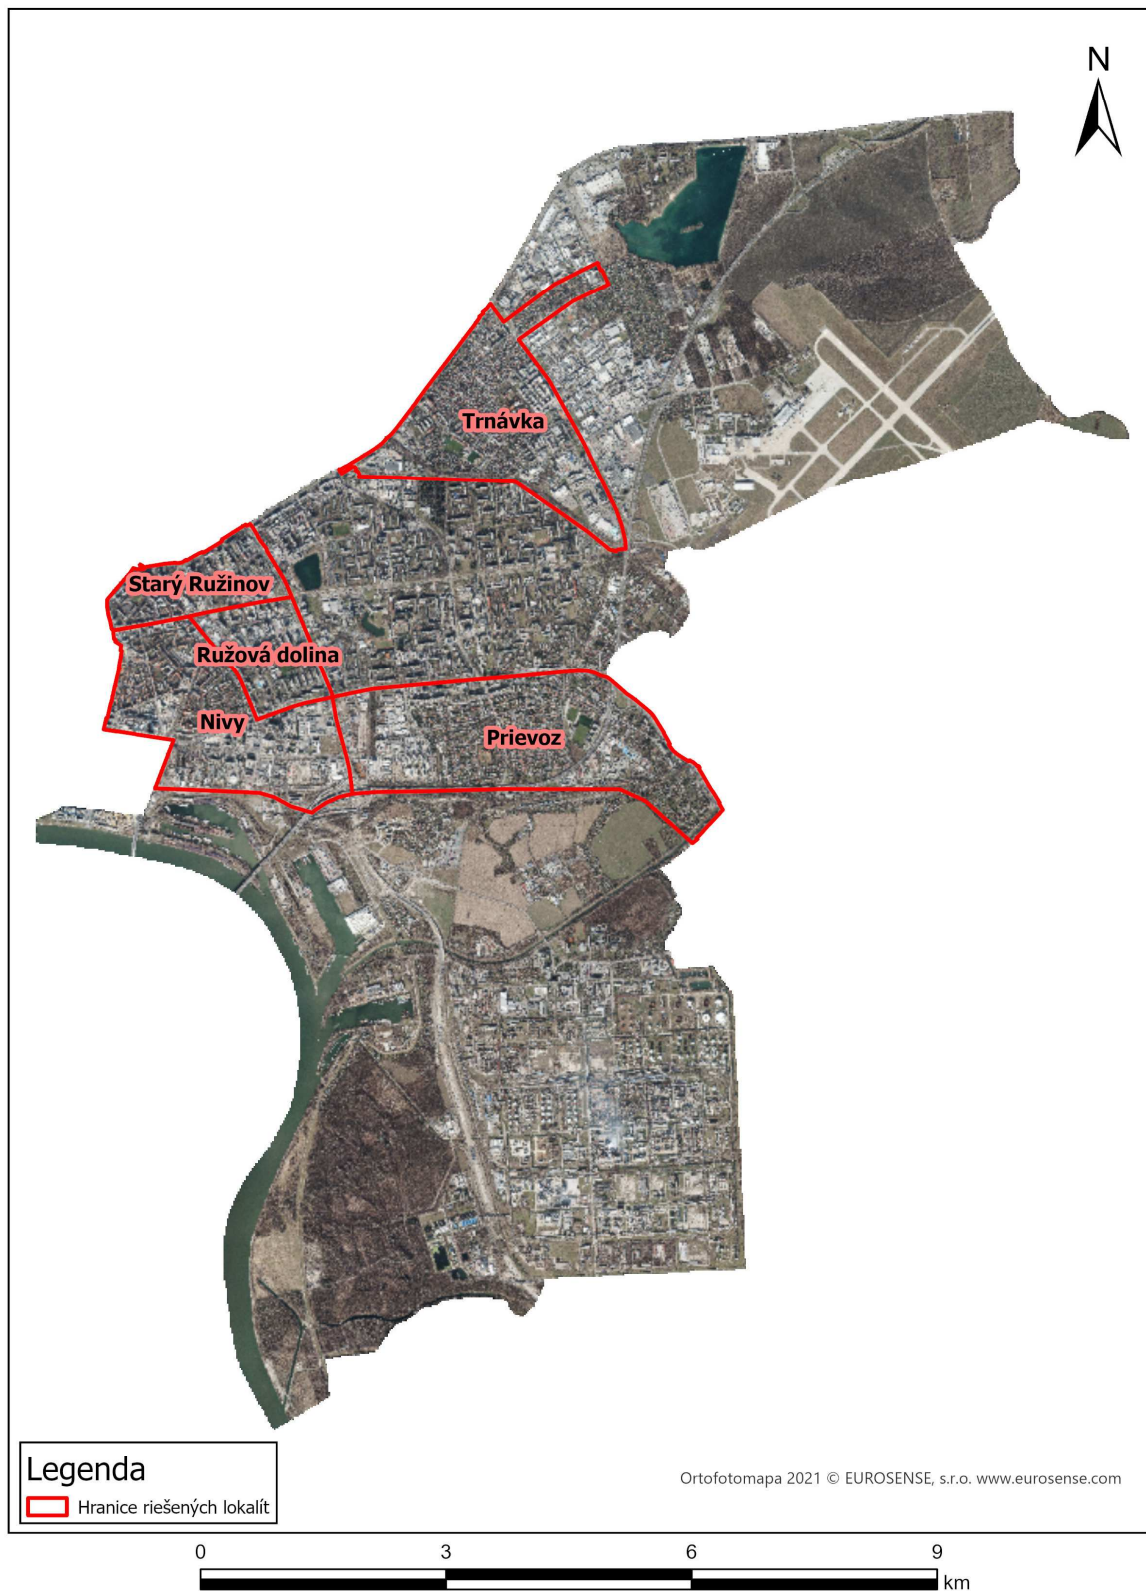 N
Trnávka
Starý Ružinov
Ružová dolina
Nivy
Prievoz
Legenda
Hranice riešených lokalít
Ortofotomapa 2021 © EUROSENSE, s.r.o. www.eurosense.com
0 3 6 9
km